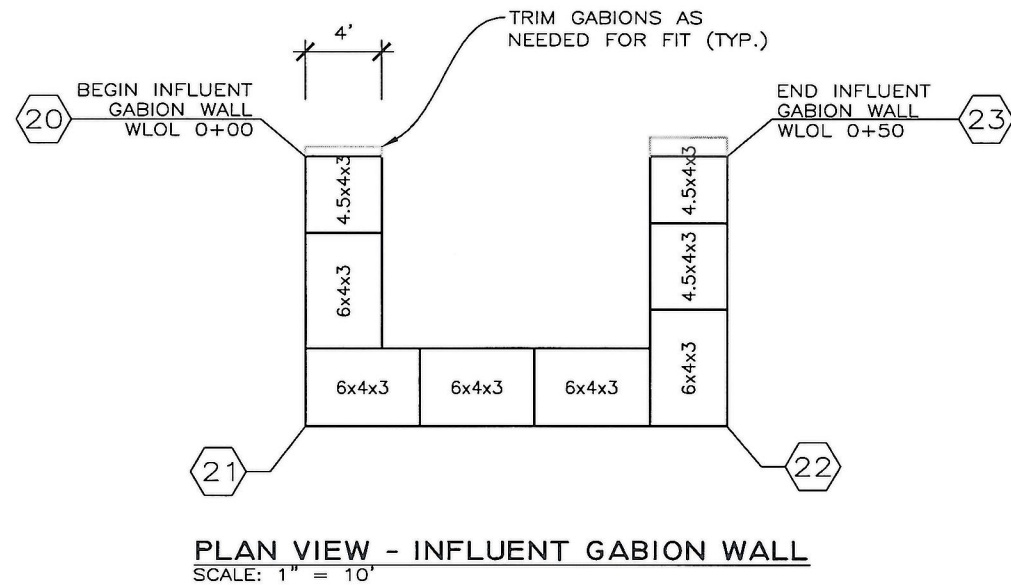 4'
TRIM GABIONS AS
NEEDED FOR FIT (TYP.)
BEGIN INFLUENT
GABION WALL
WLOL 0+00
20
END INFLUENT
GABION WALL
WLOL 0+50
23
4.5x4x3
4.5x4x3
6x4x3
4.5x4x3
6x4x3
6x4x3
6x4x3
6x4x3
21
22
PLAN VIEW - INFLUENT GABION WALL
SCALE: 1" = 10'